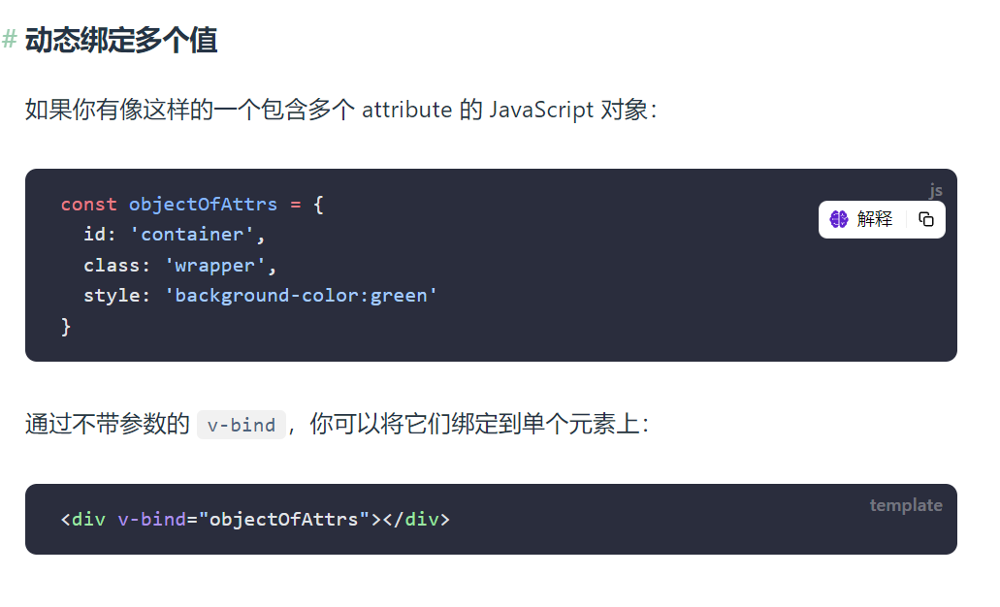 # 动态绑定多个值
如果你有像这样的一个包含多个 attribute 的 JavaScript 对象：
js
const objectOfAttrs = {
解释
  id: 'container',
  class: 'wrapper',
  style: 'background-color:green'
}
通过不带参数的 v-bind，你可以将它们绑定到单个元素上：
template
<div v-bind="objectOfAttrs"></div>